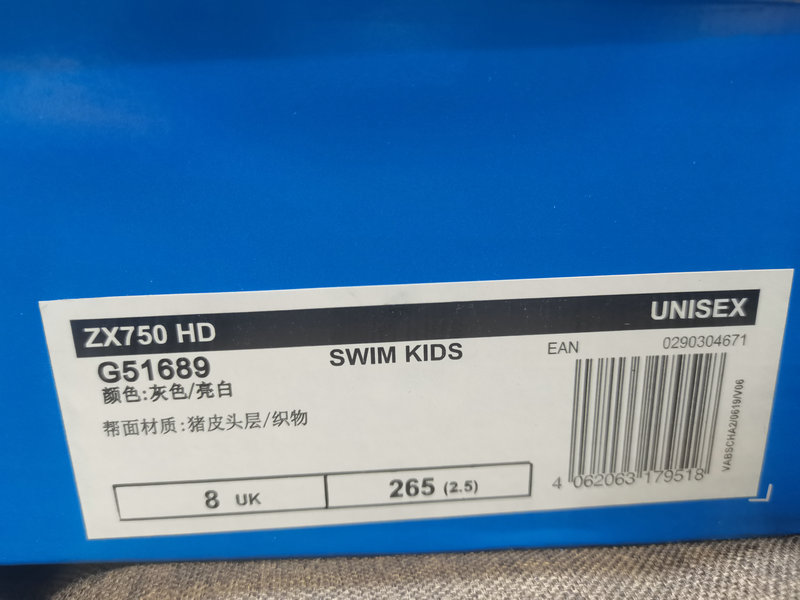 ZX750 HD
UNISEX
G51689
SWIM KIDS
EAN
0290304671
颜色:灰色/亮白
帮面材质:猪皮头层/织物
VABSCHA2/0619/V06
8 UK
265 (2.5)
4 062063 179518